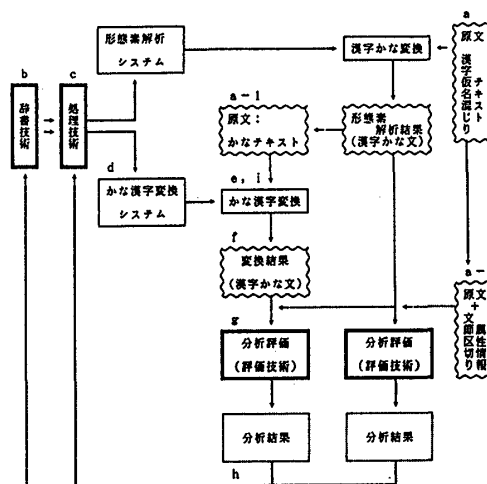 a
原文 テキスト
漢字仮名混じり
形態素解析
システム
漢字かな変換
b
c
辞書技術
処理技術
a-1
原文:
かなテキスト
形態素
解析結果
(漢字かな文)
d
かな漢字変換
システム
e, i
かな漢字変換
f
変換結果
(漢字かな文)
a-
原文
+ 属性情報
文節区切り
g
分析評価
(評価技術)
分析評価
(評価技術)
分析結果
分析結果
h